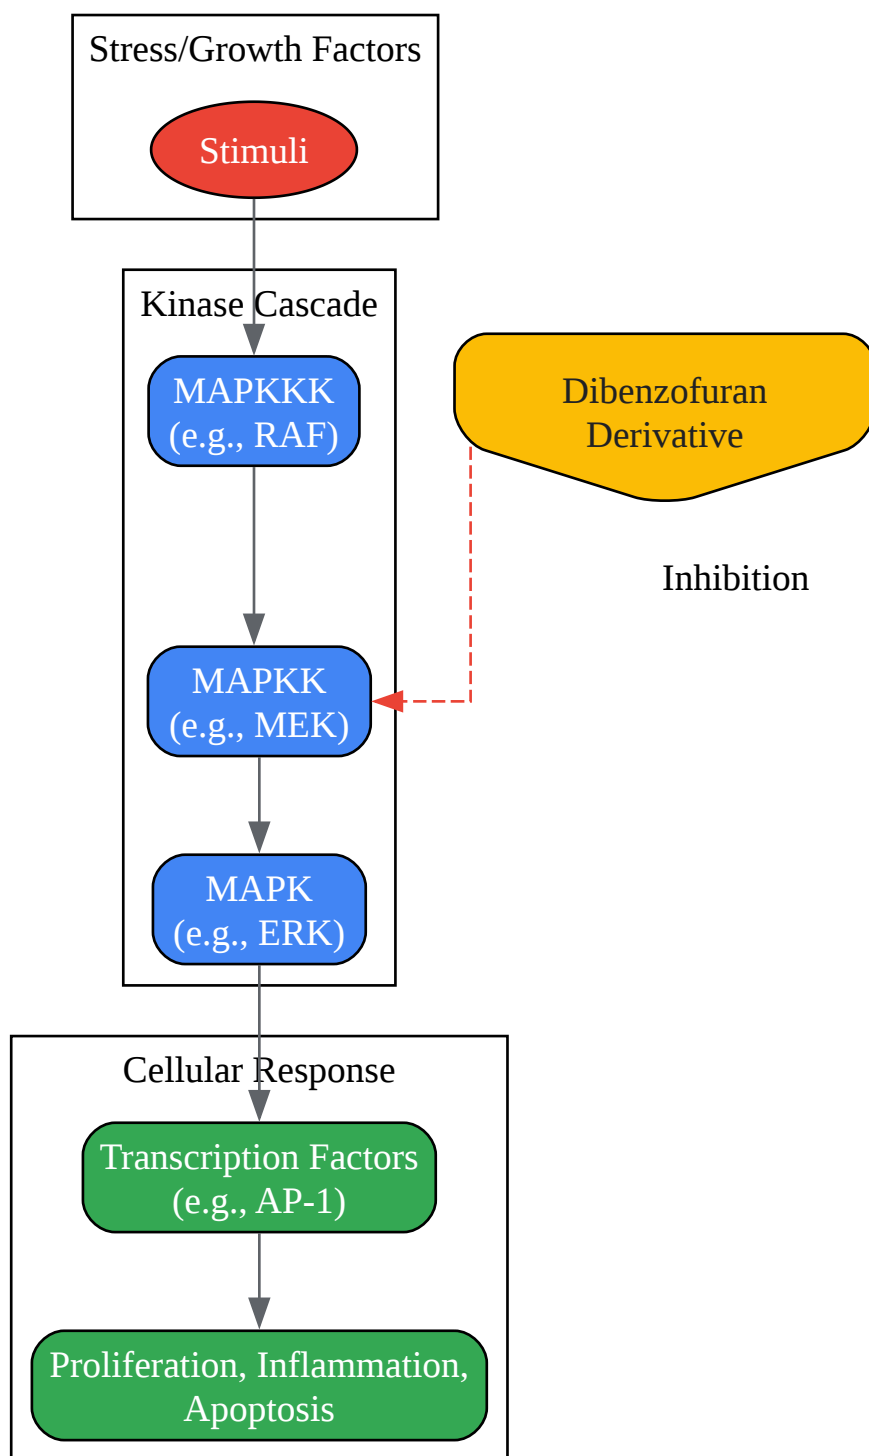 Stress/Growth Factors
Stimuli
Kinase Cascade
MAPKKK
(e.g., RAF)
Dibenzofuran
Derivative
Inhibition
MAPKK
(e.g., MEK)
MAPK
(e.g., ERK)
Cellular Response
Transcription Factors
(e.g., AP-1)
Proliferation, Inflammation,
Apoptosis